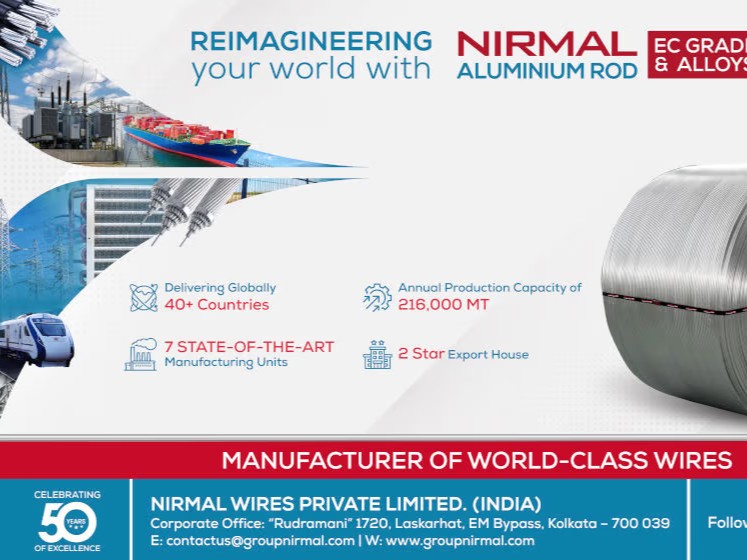 REIMAGINEERING
your world with
NIRMAL
ALUMINIUM ROD
EC GRADE
& ALLOYS
Delivering Globally
40+ Countries
Annual Production Capacity of
216,000 MT
7 STATE-OF-THE-ART
Manufacturing Units
2 Star Export House
MANUFACTURER OF WORLD-CLASS WIRES
CELEBRATING
50 YEARS
OF EXCELLENCE
NIRMAL WIRES PRIVATE LIMITED. (INDIA)
Corporate Office: “Rudramani” 1720, Laskarhat, EM Bypass, Kolkata – 700 039
E: contactus@groupnirmal.com | W: www.groupnirmal.com